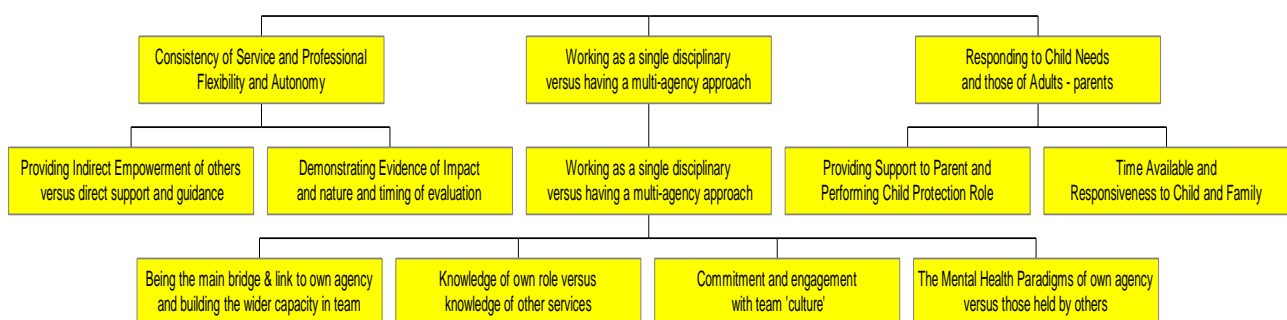 Consistency of Service and Professional
Flexibility and Autonomy
Working as a single disciplinary
versus having a multi-agency approach
Responding to Child Needs
and those of Adults - parents
Providing Indirect Empowerment of others
versus direct support and guidance
Demonstrating Evidence of Impact
and nature and timing of evaluation
Working as a single disciplinary
versus having a multi-agency approach
Providing Support to Parent and
Performing Child Protection Role
Time Available and
Responsiveness to Child and Family
Being the main bridge & link to own agency
and building the wider capacity in team
Knowledge of own role versus
knowledge of other services
Commitment and engagement
with team 'culture'
The Mental Health Paradigms of own agency
versus those held by others